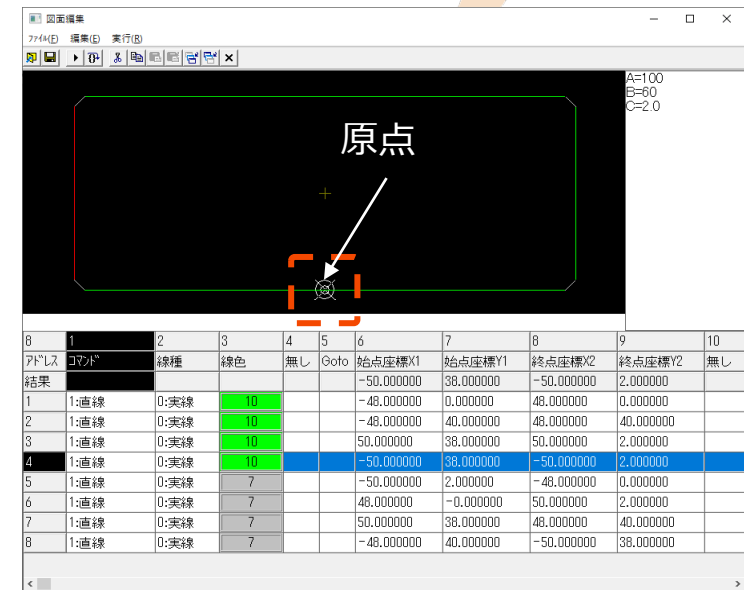 図面編集
ファイル(F) 編集(E) 実行(R)
A=100
B=60
C=2.0
原点
8 1 2 3 4 5 6 7 8 9 10
アドレス コマンド 線種 線色 無し Goto 始点座標X1 始点座標Y1 終点座標X2 終点座標Y2 無し
結果 -50.000000 38.000000 -50.000000 2.000000
1 1:直線 0:実線 10 -48.000000 0.000000 48.000000 0.000000
2 1:直線 0:実線 10 -48.000000 40.000000 48.000000 40.000000
3 1:直線 0:実線 10 50.000000 38.000000 50.000000 2.000000
4 1:直線 0:実線 10 -50.000000 38.000000 -50.000000 2.000000
5 1:直線 0:実線 7 -50.000000 2.000000 -48.000000 0.000000
6 1:直線 0:実線 7 48.000000 -0.000000 50.000000 2.000000
7 1:直線 0:実線 7 50.000000 38.000000 48.000000 40.000000
8 1:直線 0:実線 7 -48.000000 40.000000 -50.000000 38.000000